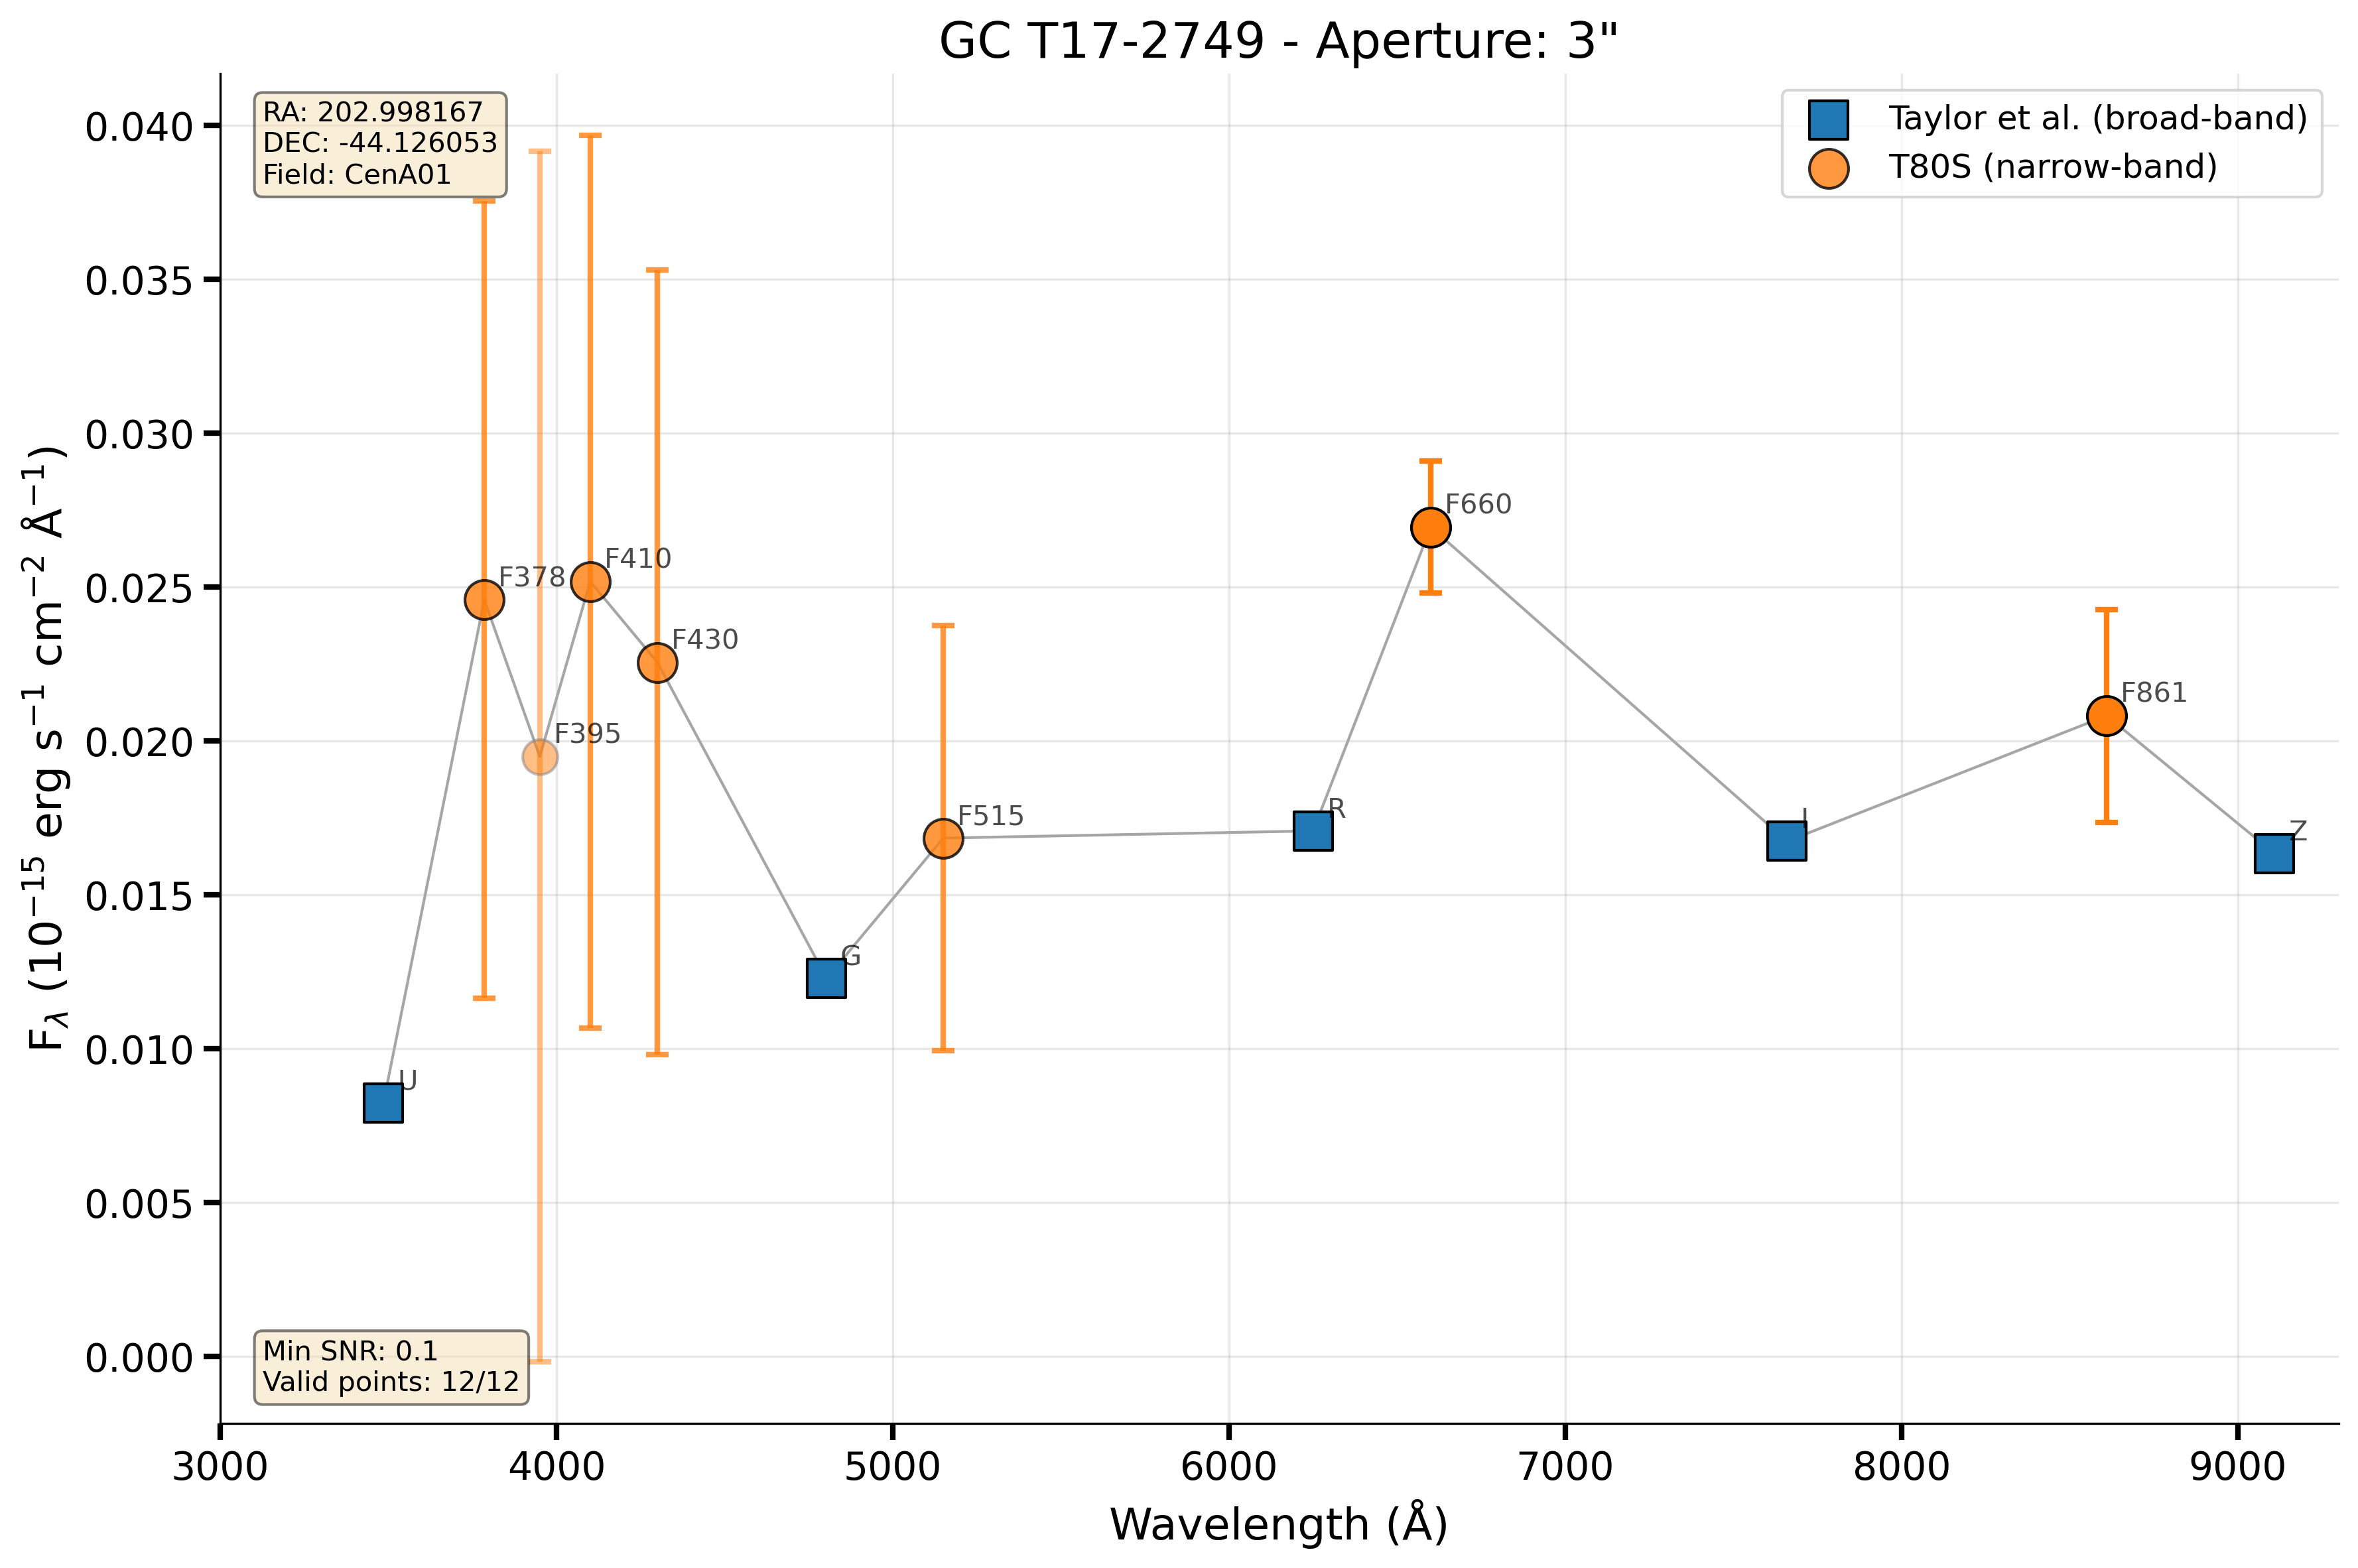 GC T17-2749 - Aperture: 3"
RA: 202.998167
DEC: -44.126053
Field: CenA01
Taylor et al. (broad-band)
T80S (narrow-band)
0.040
0.035
0.030
0.025
0.020
0.015
0.010
0.005
0.000
F_λ (10⁻¹⁵ erg s⁻¹ cm⁻² Å⁻¹)
U
F378
F395
F410
F430
G
F515
R
F660
I
F861
Z
Min SNR: 0.1
Valid points: 12/12
3000 4000 5000 6000 7000 8000 9000
Wavelength (Å)